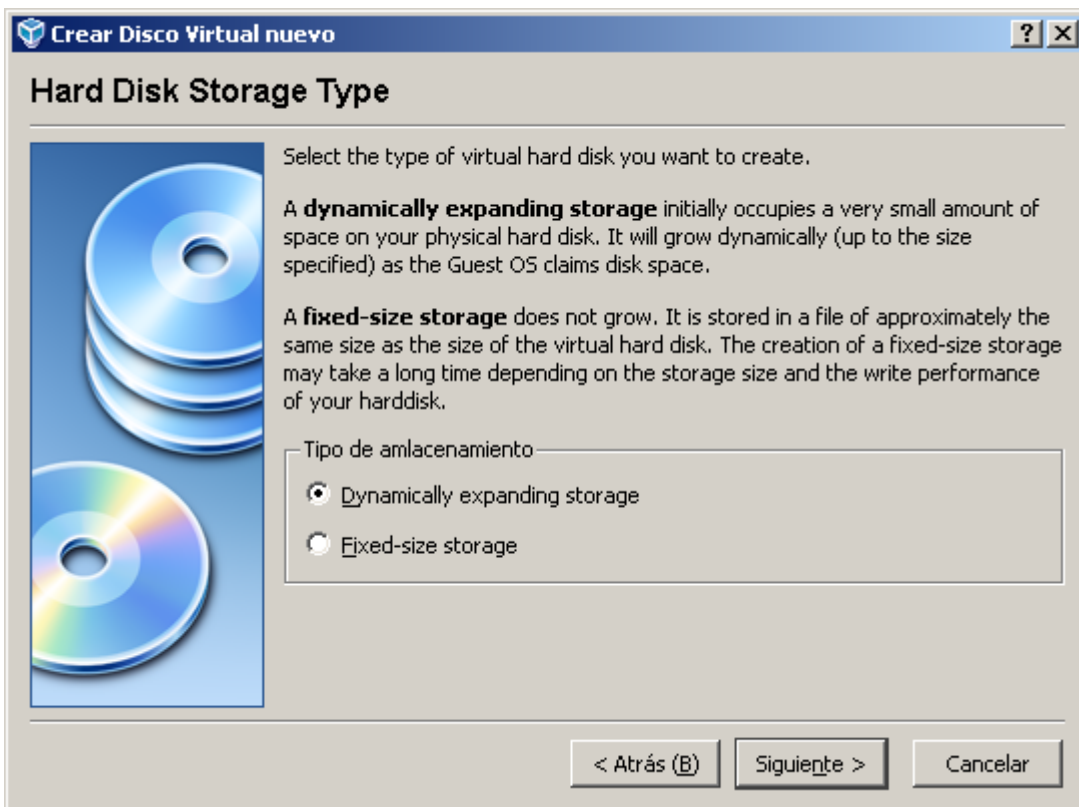 Crear Disco Virtual nuevo
Hard Disk Storage Type
Select the type of virtual hard disk you want to create.
A dynamically expanding storage initially occupies a very small amount of
space on your physical hard disk. It will grow dynamically (up to the size
specified) as the Guest OS claims disk space.
A fixed-size storage does not grow. It is stored in a file of approximately the
same size as the size of the virtual hard disk. The creation of a fixed-size storage
may take a long time depending on the storage size and the write performance
of your harddisk.
Tipo de amlacenamiento
Dynamically expanding storage
Fixed-size storage
< Atrás (B)
Siguiente >
Cancelar